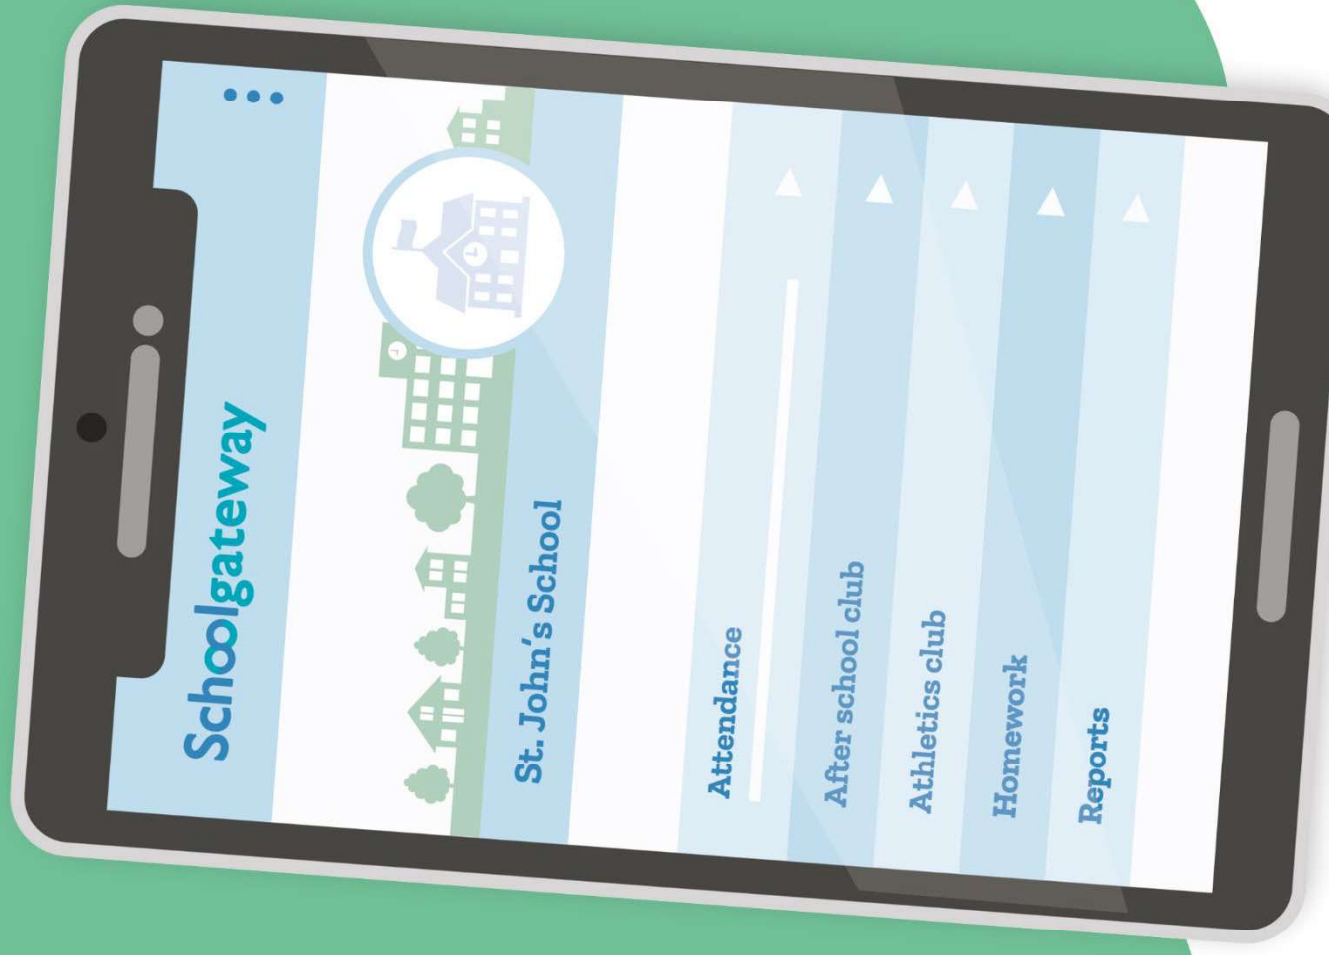 Schoolgateway
St. John's School
Attendance
After school club
Athletics club
Homework
Reports